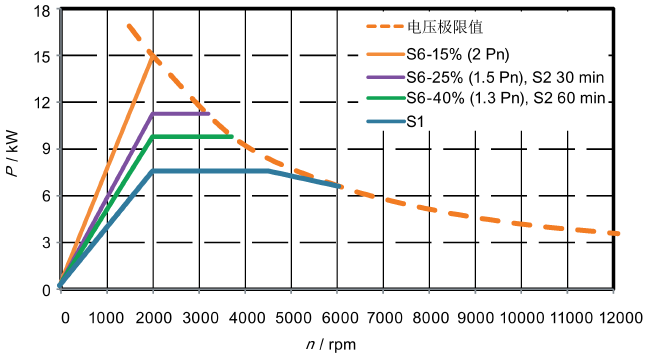 18
15
12
9
6
3
0
P / kW
电压极限值
S6-15% (2 Pn)
S6-25% (1.5 Pn), S2 30 min
S6-40% (1.3 Pn), S2 60 min
S1
0 1000 2000 3000 4000 5000 6000 7000 8000 9000 10000 11000 12000
n / rpm